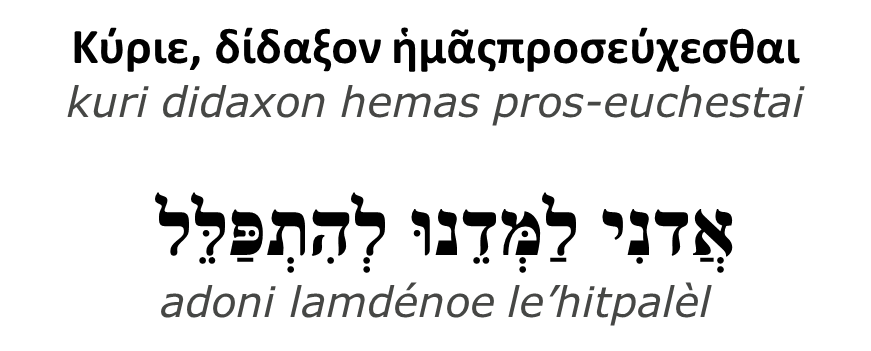 Κύριε, δίδαξον ἡμᾶςπροσεύχεσθαι
kuri didaxon hemas pros-euchestai
אֲדנִי לַמְּדֵנוּ לְהִתְפַּלֵּל
adoni lamdénoe le’hitpalèl